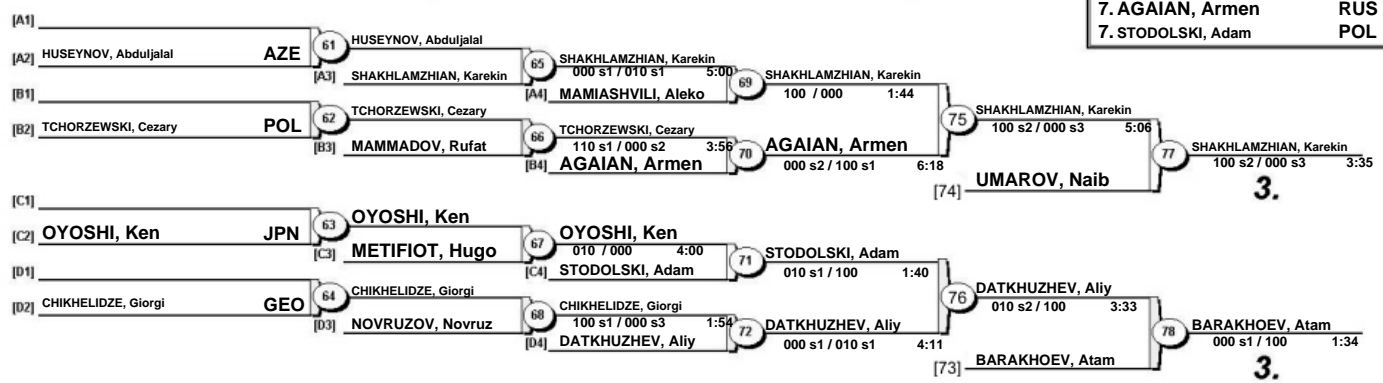 7. AGAIAN, Armen RUS
7. STODOLSKI, Adam POL
[A1]
[A2] HUSEYNOV, Abduljalal AZE
61
HUSEYNOV, Abduljalal
[A3] SHAKHLAMZHIAN, Karekin
65
SHAKHLAMZHIAN, Karekin
000 s1 / 010 s1 5:00
[A4] MAMIASHVILI, Aleko
69
SHAKHLAMZHIAN, Karekin
100 / 000 1:44
[B1]
[B2] TCHORZEWSKI, Cezary POL
62
TCHORZEWSKI, Cezary
[B3] MAMMADOV, Rufat
66
TCHORZEWSKI, Cezary
110 s1 / 000 s2 3:56
[B4] AGAIAN, Armen
70
AGAIAN, Armen
000 s2 / 100 s1 6:18
75
SHAKHLAMZHIAN, Karekin
100 s2 / 000 s3 5:06
[74] UMAROV, Naib
77
SHAKHLAMZHIAN, Karekin
100 s2 / 000 s3 3:35
3.
[C1]
[C2] OYOSHI, Ken JPN
63
OYOSHI, Ken
[C3] METIFIOT, Hugo
67
OYOSHI, Ken
010 / 000 4:00
[C4] STODOLSKI, Adam
71
STODOLSKI, Adam
010 s1 / 100 1:40
[D1]
[D2] CHIKHELIDZE, Giorgi GEO
64
CHIKHELIDZE, Giorgi
[D3] NOVRUZOV, Novruz
68
CHIKHELIDZE, Giorgi
100 s1 / 000 s3 1:54
[D4] DATKHUZHEV, Aliy
72
DATKHUZHEV, Aliy
000 s1 / 010 s1 4:11
76
DATKHUZHEV, Aliy
010 s2 / 100 3:33
[73] BARAKHOEV, Atam
78
BARAKHOEV, Atam
000 s1 / 100 1:34
3.